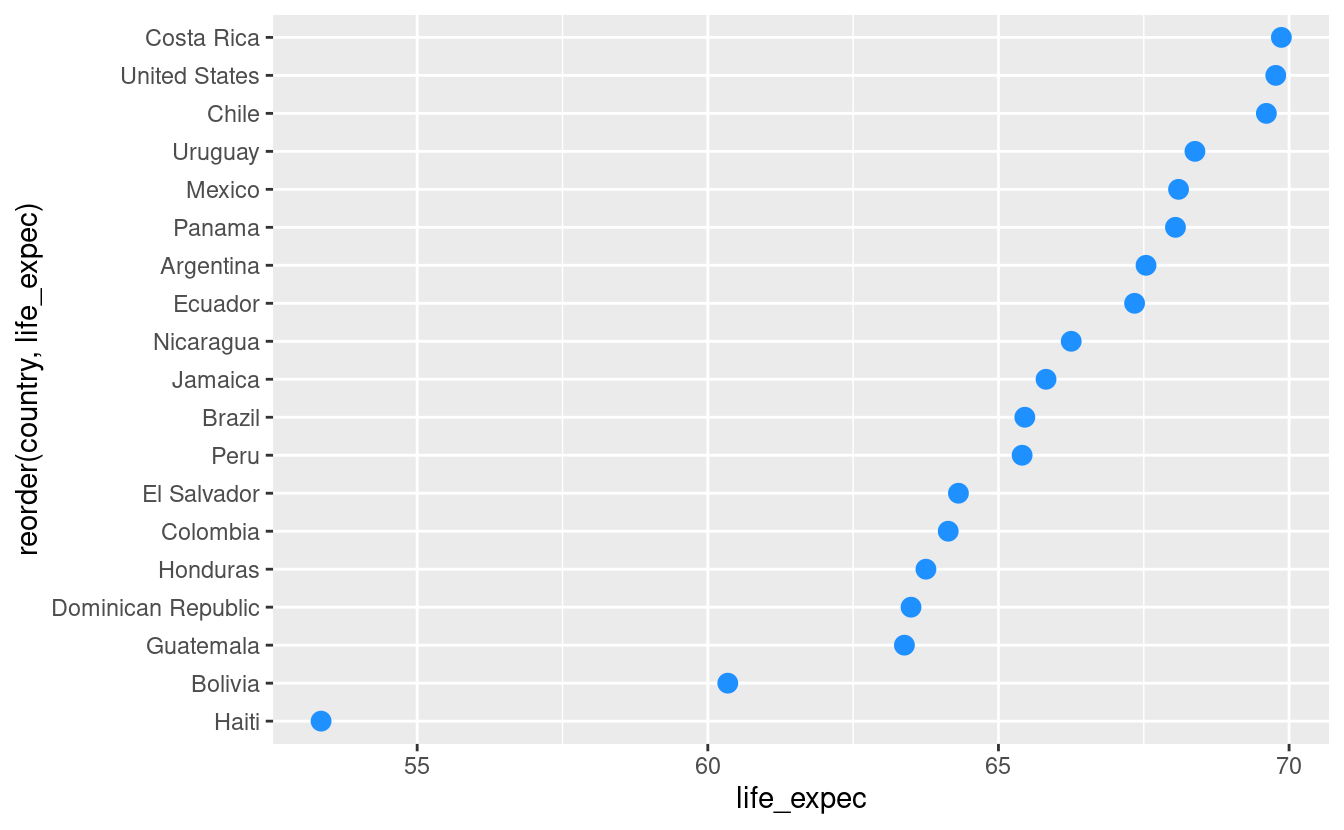 reorder(country, life_expec)
Costa Rica
United States
Chile
Uruguay
Mexico
Panama
Argentina
Ecuador
Nicaragua
Jamaica
Brazil
Peru
El Salvador
Colombia
Honduras
Dominican Republic
Guatemala
Bolivia
Haiti
55 60 65 70
life_expec